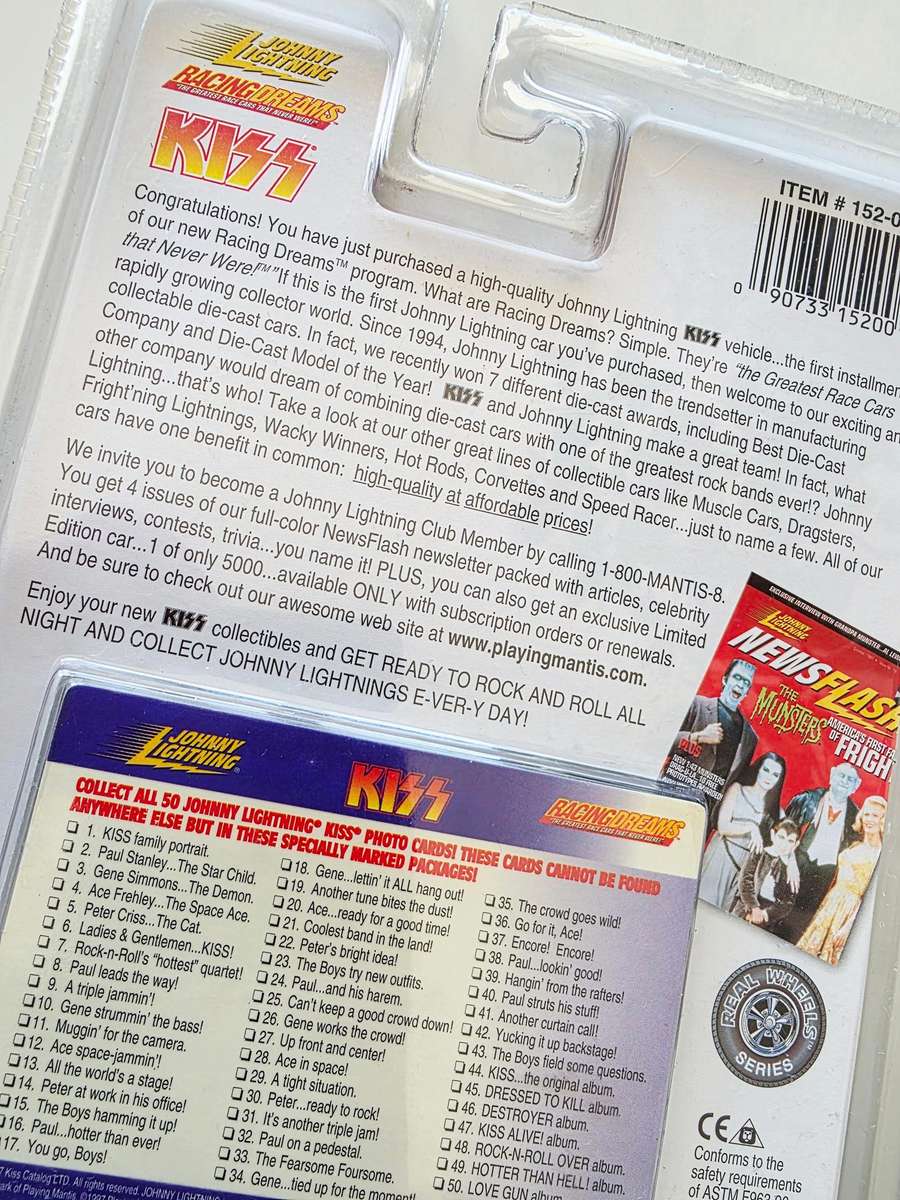 JOHNNY
LIGHTNING
RACING DREAMS
"THE GREATEST RACE CARS THAT NEVER WERE!"
KISS
ITEM # 152-0
0 90733 15200
Congratulations! You have just purchased a high-quality Johnny Lightning KISS vehicle...the first installmen
of our new Racing Dreams™ program. What are Racing Dreams? Simple. They're "the Greatest Race Cars
that Never Were!™" If this is the first Johnny Lightning car you've purchased, then welcome to our exciting an
rapidly growing collector world. Since 1994, Johnny Lightning has been the trendsetter in manufacturing
collectable die-cast cars. In fact, we recently won 7 different die-cast awards, including Best Die-Cast
Company and Die-Cast Model of the Year! KISS and Johnny Lightning make a great team! In fact, what
other company would dream of combining die-cast cars with one of the greatest rock bands ever!? Johnny
Lightning...that's who! Take a look at our other great lines of collectible cars like Muscle Cars, Dragsters,
Fright'ning Lightnings, Wacky Winners, Hot Rods, Corvettes and Speed Racer...just to name a few. All of our
cars have one benefit in common: high-quality at affordable prices!
We invite you to become a Johnny Lightning Club Member by calling 1-800-MANTIS-8.
You get 4 issues of our full-color NewsFlash newsletter packed with articles, celebrity
interviews, contests, trivia...you name it! PLUS, you can also get an exclusive Limited
Edition car...1 of only 5000...available ONLY with subscription orders or renewals.
And be sure to check out our awesome web site at www.playingmantis.com.
Enjoy your new KISS collectibles and GET READY TO ROCK AND ROLL ALL
NIGHT AND COLLECT JOHNNY LIGHTNINGS E-VER-Y DAY!
EXCLUSIVE INTERVIEW WITH GRANDPA MUNSTER...AL
JOHNNY
LIGHTNING
NEWSFLASH
THE
MUNSTERS
AMERICA'S FIRST
OF FRIGHT
PLUS
REAL WHEELS™
SERIES
CE
Conforms to the
safety requirements
of ASTM
JOHNNY
LIGHTNING®
KISS
RACING DREAMS
"THE GREATEST RACE CARS THAT NEVER WERE!"
COLLECT ALL 50 JOHNNY LIGHTNING® KISS® PHOTO CARDS! THESE CARDS CANNOT BE FOUND
ANYWHERE ELSE BUT IN THESE SPECIALLY MARKED PACKAGES!
❏ 1. KISS family portrait.
❏ 2. Paul Stanley...The Star Child.
❏ 3. Gene Simmons...The Demon.
❏ 4. Ace Frehley...The Space Ace.
❏ 5. Peter Criss...The Cat.
❏ 6. Ladies & Gentlemen...KISS!
❏ 7. Rock-n-Roll's "hottest" quartet!
❏ 8. Paul leads the way!
❏ 9. A triple jammin'!
❏ 10. Gene strummin' the bass!
❏ 11. Muggin' for the camera.
❏ 12. Ace space-jammin'!
❏ 13. All the world's a stage!
❏ 14. Peter at work in his office!
❏ 15. The Boys hamming it up!
16. Paul...hotter than ever!
17. You go, Boys!
❏ 18. Gene...lettin' it ALL hang out!
❏ 19. Another tune bites the dust!
❏ 20. Ace...ready for a good time!
❏ 21. Coolest band in the land!
❏ 22. Peter's bright idea!
❏ 23. The Boys try new outfits.
❏ 24. Paul...and his harem.
❏ 25. Can't keep a good crowd down!
❏ 26. Gene works the crowd!
❏ 27. Up front and center!
❏ 28. Ace in space!
❏ 29. A tight situation.
❏ 30. Peter...ready to rock!
❏ 31. It's another triple jam!
❏ 32. Paul on a pedestal.
❏ 33. The Fearsome Foursome.
❏ 34. Gene...tied up for the moment!
❏ 35. The crowd goes wild!
❏ 36. Go for it, Ace!
❏ 37. Encore! Encore!
❏ 38. Paul...lookin' good!
❏ 39. Hangin' from the rafters!
❏ 40. Paul struts his stuff!
❏ 41. Another curtain call!
❏ 42. Yucking it up backstage!
❏ 43. The Boys field some questions.
❏ 44. KISS...the original album.
❏ 45. DRESSED TO KILL album.
❏ 46. DESTROYER album.
❏ 47. KISS ALIVE! album.
❏ 48. ROCK-N-ROLL OVER album.
❏ 49. HOTTER THAN HELL! album.
❏ 50. LOVE GUN album.
7 Kiss Catalog LTD. All rights reserved. JOHNNY LIGHTNING
ark of Playing Mantis. ©1997